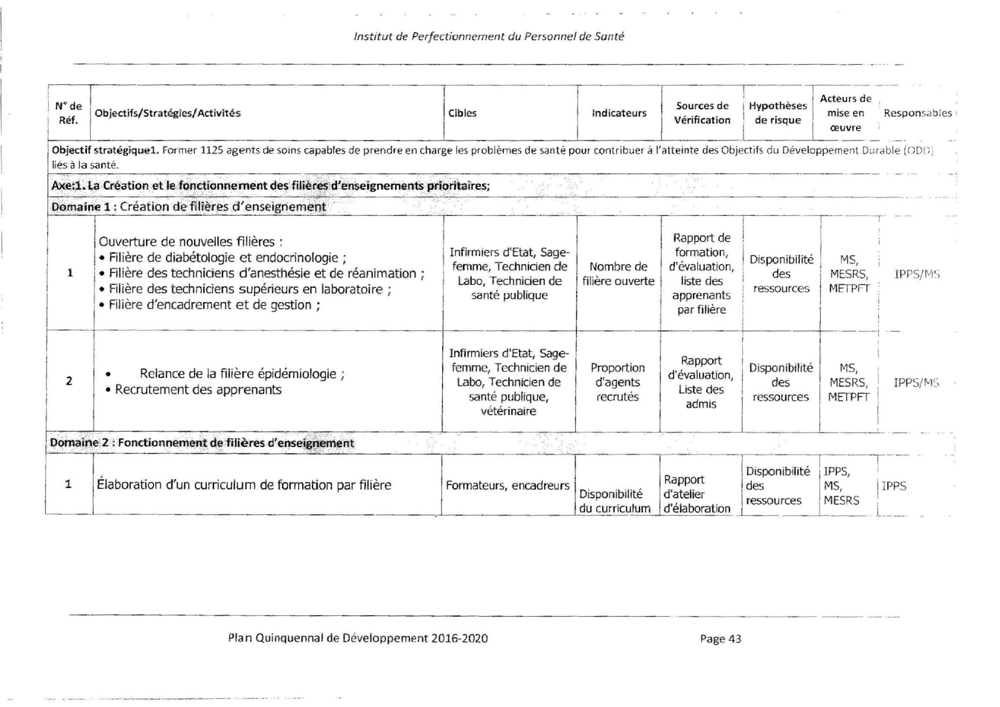 Institut de Perfectionnement du Personnel de Santé
N° de
Réf.
Objectifs/Stratégies/Activités
Cibles
Indicateurs
Sources de
Vérification
Hypothèses
de risque
Acteurs de
mise en
œuvre
Responsables
Objectif stratégique1. Former 1125 agents de soins capables de prendre en charge les problèmes de santé pour contribuer à l'atteinte des Objectifs du Développement Durable (ODD)
liés à la santé.
Axe:1. La Création et le fonctionnement des filières d'enseignements prioritaires;
Domaine 1 : Création de filières d'enseignement
1
Ouverture de nouvelles filières :
• Filière de diabétologie et endocrinologie ;
• Filière des techniciens d'anesthésie et de réanimation ;
• Filière des techniciens supérieurs en laboratoire ;
• Filière d'encadrement et de gestion ;
Infirmiers d'Etat, Sage-
femme, Technicien de
Labo, Technicien de
santé publique
Nombre de
filière ouverte
Rapport de
formation,
d'évaluation,
liste des
apprenants
par filière
Disponibilité
des
ressources
MS,
MESRS,
METPFT
IPPS/MS
2
• Relance de la filière épidémiologie ;
• Recrutement des apprenants
Infirmiers d'Etat, Sage-
femme, Technicien de
Labo, Technicien de
santé publique,
vétérinaire
Proportion
d'agents
recrutés
Rapport
d'évaluation,
Liste des
admis
Disponibilité
des
ressources
MS,
MESRS,
METPFT
IPPS/MS
Domaine 2 : Fonctionnement de filières d'enseignement
1
Élaboration d'un curriculum de formation par filière
Formateurs, encadreurs
Disponibilité
du curriculum
Rapport
d'atelier
d'élaboration
Disponibilité
des
ressources
IPPS,
MS,
MESRS
IPPS
Plan Quinquennal de Développement 2016-2020
Page 43